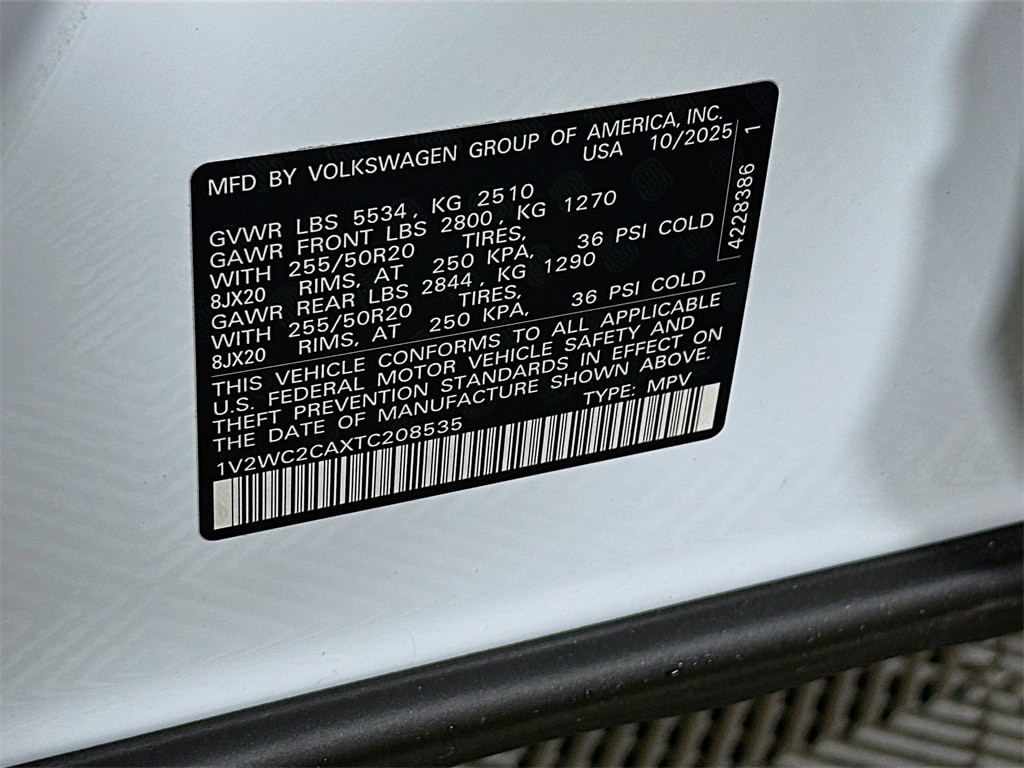 MFD BY VOLKSWAGEN GROUP OF AMERICA, INC.
USA 10/2025
GVWR LBS 5534, KG 2510
GAWR FRONT LBS 2800, KG 1270
WITH 255/50R20 TIRES,
8JX20 RIMS, AT 250 KPA, 36 PSI COLD
GAWR REAR LBS 2844, KG 1290
WITH 255/50R20 TIRES,
8JX20 RIMS, AT 250 KPA, 36 PSI COLD
THIS VEHICLE CONFORMS TO ALL APPLICABLE
U.S. FEDERAL MOTOR VEHICLE SAFETY AND
THEFT PREVENTION STANDARDS IN EFFECT ON
THE DATE OF MANUFACTURE SHOWN ABOVE.
1V2WC2CAXTC208535 TYPE: MPV
4228386 1